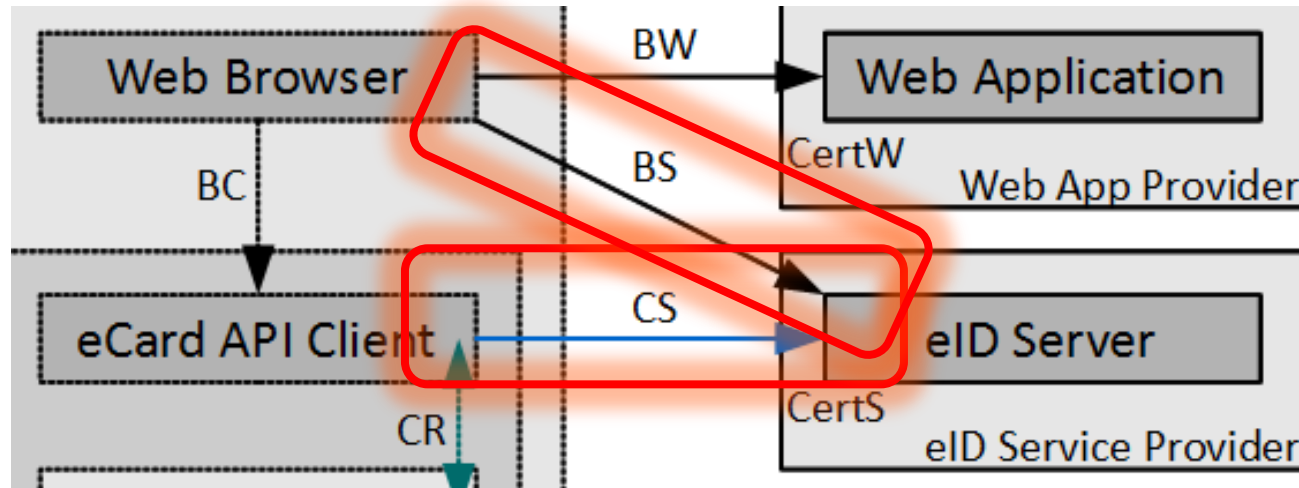 Web Browser
BW
Web Application
BC
BS
CertW
Web App Provider
eCard API Client
CS
eID Server
CR
CertS
eID Service Provider